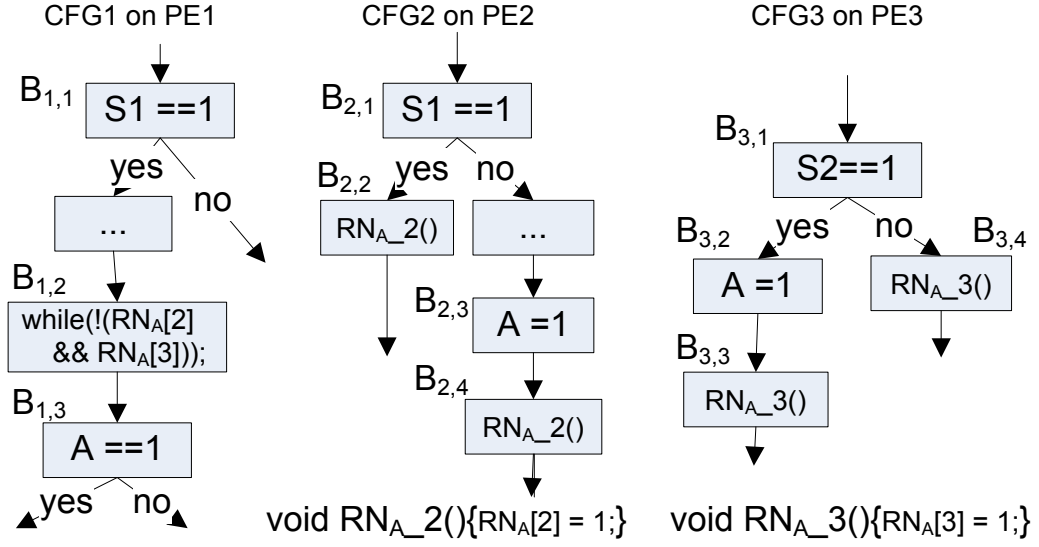 CFG1 on PE1
B1,1
S1 ==1
yes
no
...
B1,2
while(!(RNA[2]
&& RNA[3]));
B1,3
A ==1
yes
no
CFG2 on PE2
B2,1
S1 ==1
yes
no
B2,2
RNA_2()
...
B2,3
A =1
B2,4
RNA_2()
void RNA_2(){RNA[2] = 1;}
CFG3 on PE3
B3,1
S2==1
yes
no
B3,2
A =1
B3,4
RNA_3()
B3,3
RNA_3()
void RNA_3(){RNA[3] = 1;}